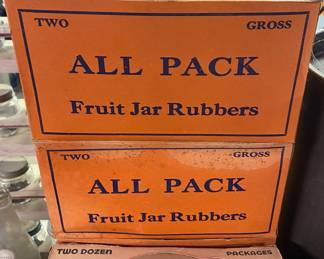 TWO GROSS
ALL PACK
Fruit Jar Rubbers
TWO GROSS
ALL PACK
Fruit Jar Rubbers
TWO DOZEN PACKAGES